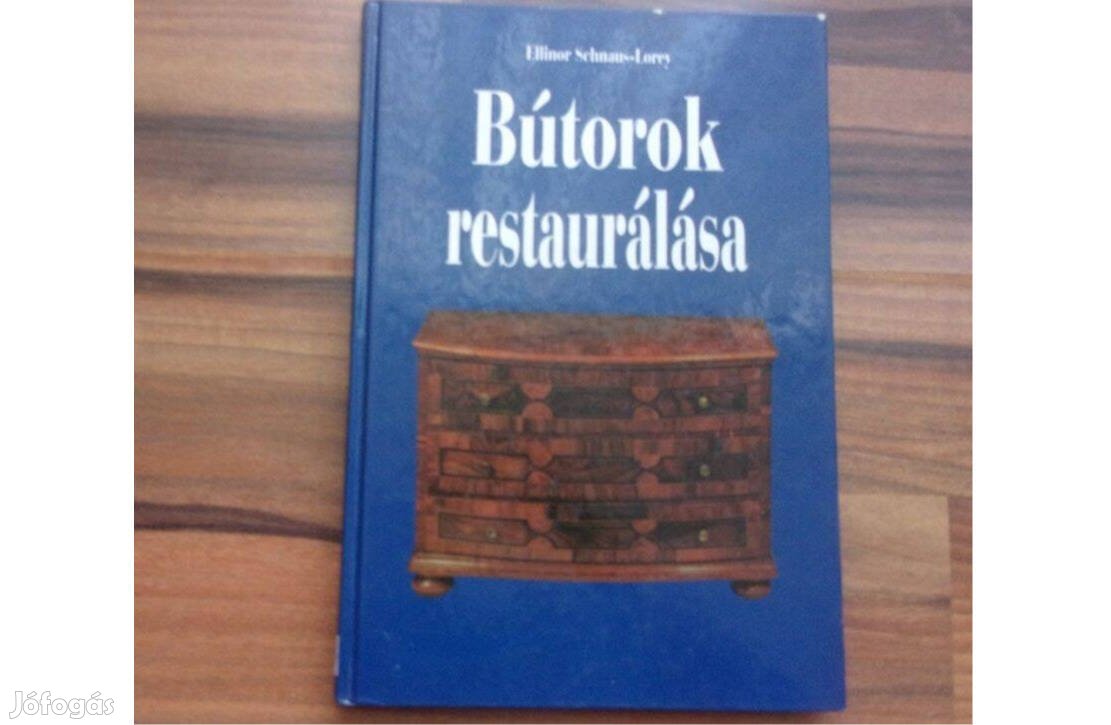 Ellinor Schnaus-Lorey
Bútorok
restaurálása
Jófogás